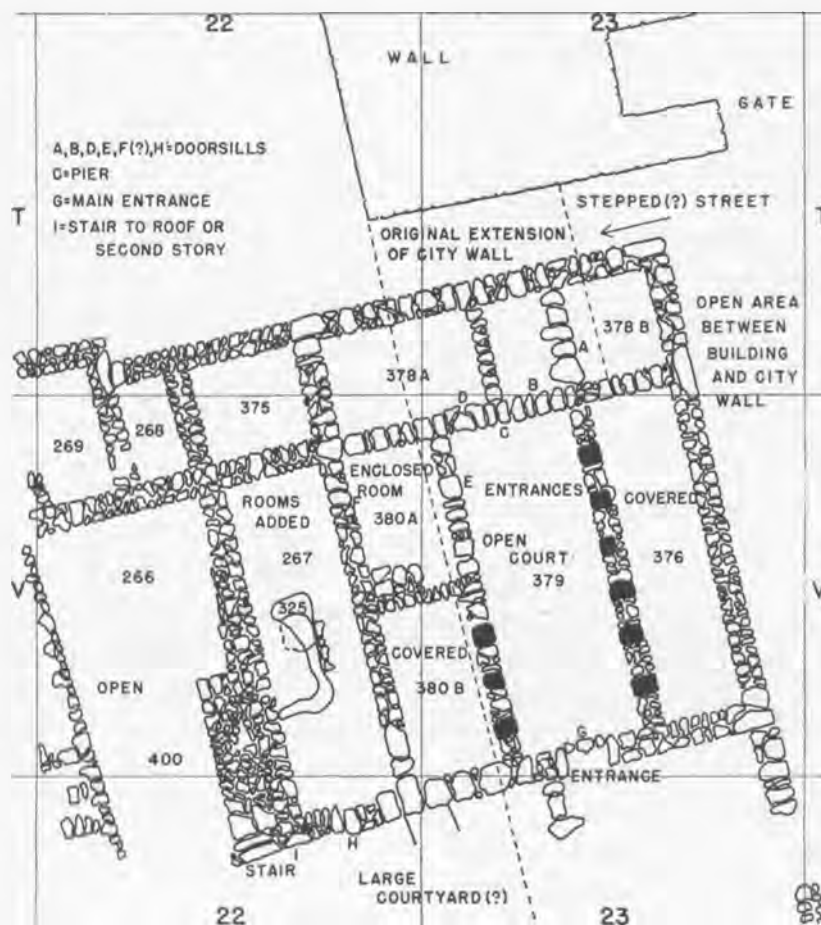 22
23
WALL
GATE
A,B,D,E,F(?),H=DOORSILLS
C=PIER
G=MAIN ENTRANCE
I=STAIR TO ROOF OR
SECOND STORY
T
T
STEPPED(?) STREET
ORIGINAL EXTENSION
OF CITY WALL
OPEN AREA
BETWEEN
BUILDING
AND CITY
WALL
378 B
A
378A
B
375
268
269
D
C
ENCLOSED
ROOM
380A
E
F
ENTRANCES
COVERED
376
ROOMS
ADDED
267
OPEN
COURT
379
266
V
V
325
COVERED
380 B
OPEN
400
G
ENTRANCE
STAIR
I
H
LARGE
COURTYARD(?)
22
23